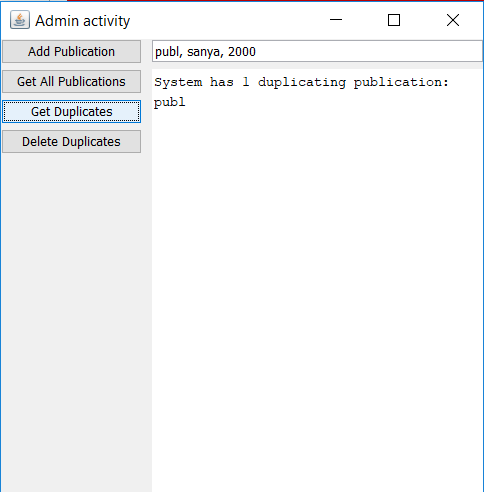 Admin activity
Add Publication
publ, sanya, 2000
Get All Publications
System has 1 duplicating publication:
publ
Get Duplicates
Delete Duplicates